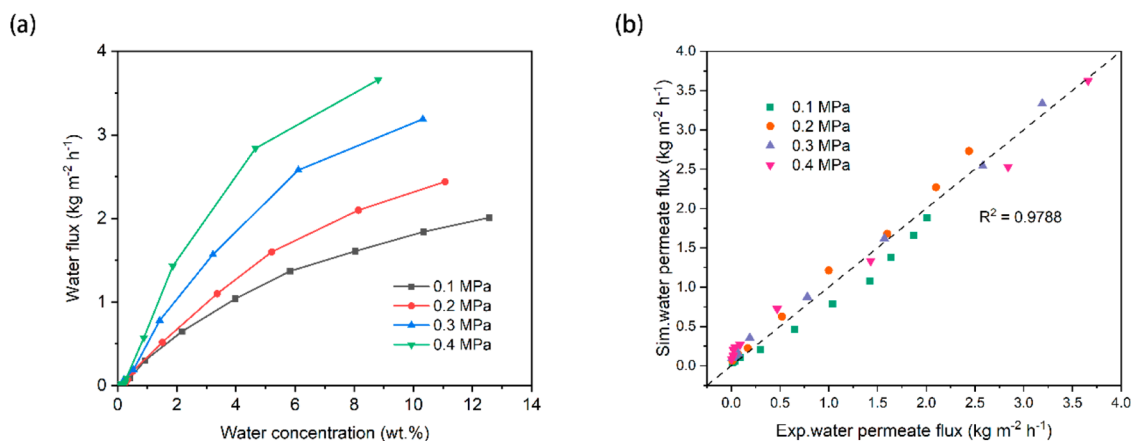 (a)
4
3
2
1
0
0
2
4
6
8
10
12
14
Water flux (kg m⁻² h⁻¹)
Water concentration (wt.%)
0.1 MPa
0.2 MPa
0.3 MPa
0.4 MPa
(b)
4.0
3.5
3.0
2.5
2.0
1.5
1.0
0.5
0.0
0.0
0.5
1.0
1.5
2.0
2.5
3.0
3.5
4.0
Sim.water permeate flux (kg m⁻² h⁻¹)
Exp.water permeate flux (kg m⁻² h⁻¹)
0.1 MPa
0.2 MPa
0.3 MPa
0.4 MPa
R² = 0.9788